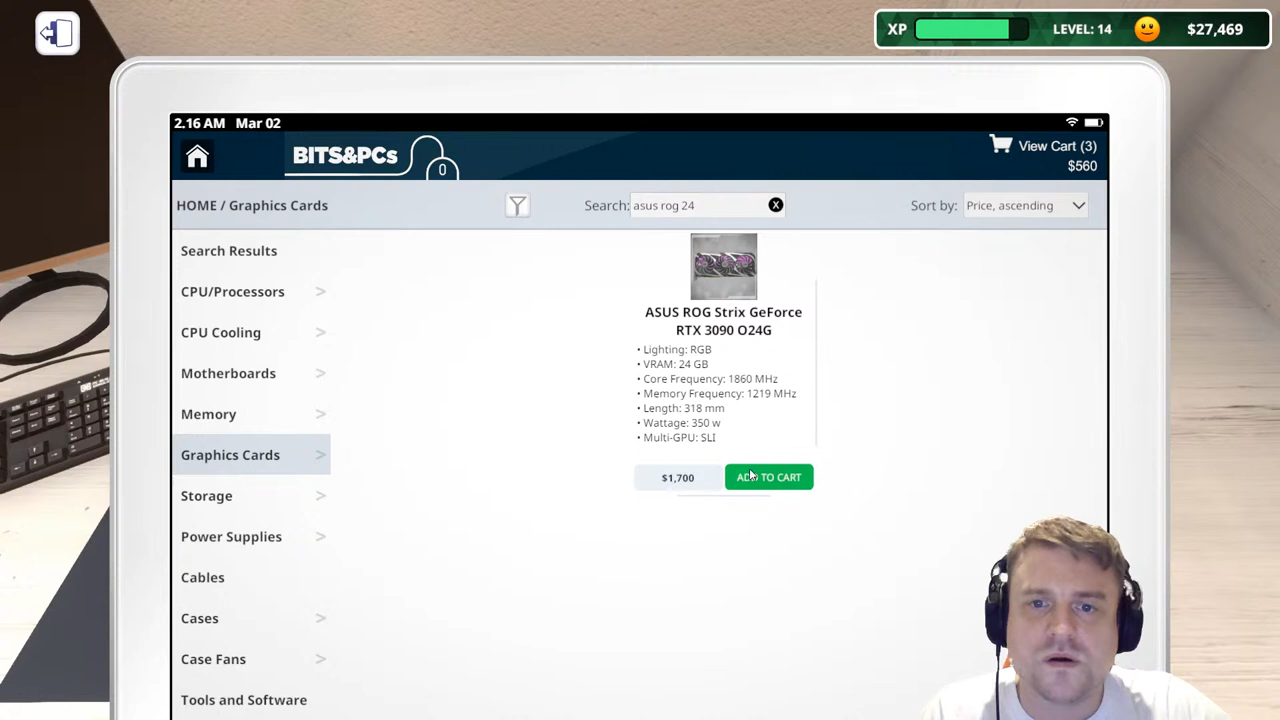 XP
LEVEL: 14
$27,469
2.16 AM Mar 02
BITS&PCs
0
View Cart (3)
$560
HOME / Graphics Cards
Search: asus rog 24 X
Sort by: Price, ascending
Search Results
CPU/Processors >
CPU Cooling >
Motherboards >
Memory >
Graphics Cards >
Storage >
Power Supplies >
Cables
Cases >
Case Fans >
Tools and Software
ASUS ROG Strix GeForce
RTX 3090 O24G
• Lighting: RGB
• VRAM: 24 GB
• Core Frequency: 1860 MHz
• Memory Frequency: 1219 MHz
• Length: 318 mm
• Wattage: 350 w
• Multi-GPU: SLI
$1,700
ADD TO CART